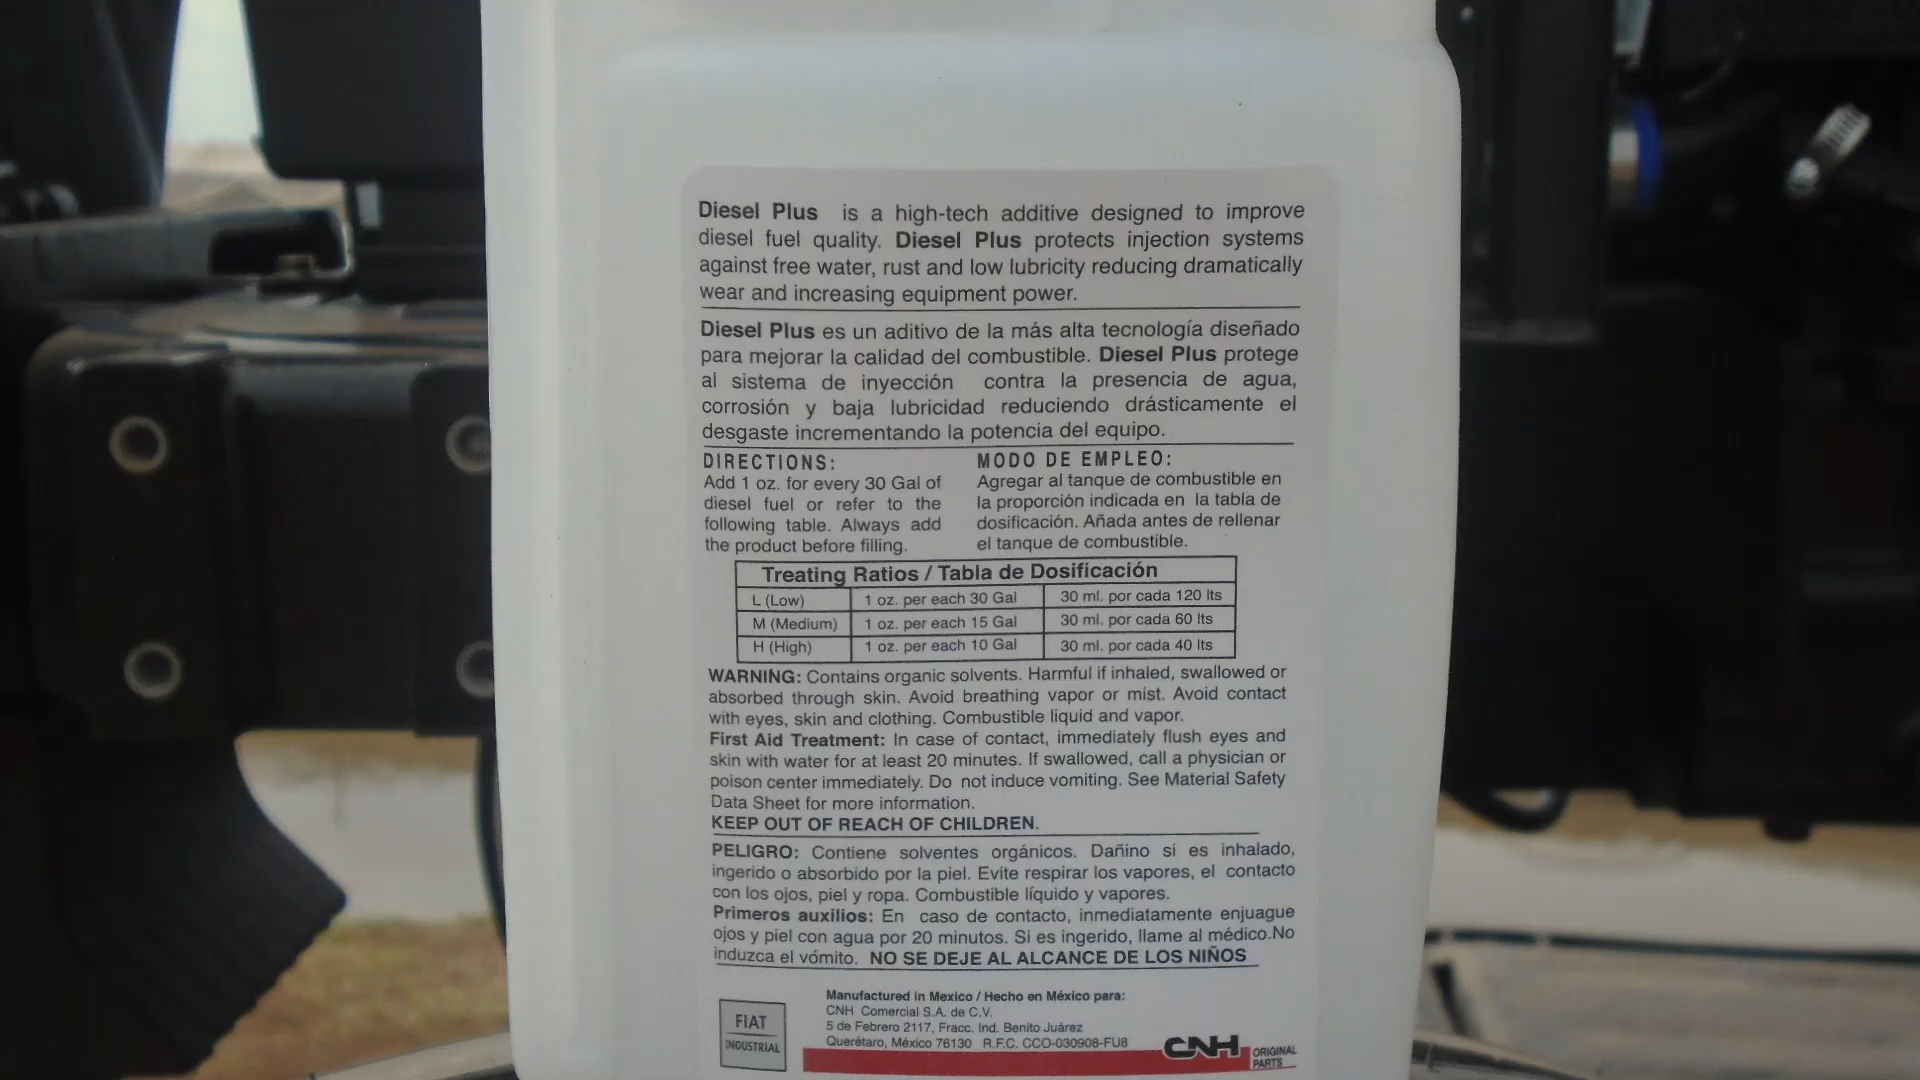 Diesel Plus is a high-tech additive designed to improve
diesel fuel quality. Diesel Plus protects injection systems
against free water, rust and low lubricity reducing dramatically
wear and increasing equipment power.
Diesel Plus es un aditivo de la más alta tecnología diseñado
para mejorar la calidad del combustible. Diesel Plus protege
al sistema de inyección contra la presencia de agua,
corrosión y baja lubricidad reduciendo drásticamente el
desgaste incrementando la potencia del equipo.
DIRECTIONS:
Add 1 oz. for every 30 Gal of
diesel fuel or refer to the
following table. Always add
the product before filling.
MODO DE EMPLEO:
Agregar al tanque de combustible en
la proporción indicada en la tabla de
dosificación. Añada antes de rellenar
el tanque de combustible.
Treating Ratios / Tabla de Dosificación
L (Low) 1 oz. per each 30 Gal 30 ml. por cada 120 lts
M (Medium) 1 oz. per each 15 Gal 30 ml. por cada 60 lts
H (High) 1 oz. per each 10 Gal 30 ml. por cada 40 lts
WARNING: Contains organic solvents. Harmful if inhaled, swallowed or
absorbed through skin. Avoid breathing vapor or mist. Avoid contact
with eyes, skin and clothing. Combustible liquid and vapor.
First Aid Treatment: In case of contact, immediately flush eyes and
skin with water for at least 20 minutes. If swallowed, call a physician or
poison center immediately. Do not induce vomiting. See Material Safety
Data Sheet for more information.
KEEP OUT OF REACH OF CHILDREN.
PELIGRO: Contiene solventes orgánicos. Dañino si es inhalado,
ingerido o absorbido por la piel. Evite respirar los vapores, el contacto
con los ojos, piel y ropa. Combustible líquido y vapores.
Primeros auxilios: En caso de contacto, inmediatamente enjuague
ojos y piel con agua por 20 minutos. Si es ingerido, llame al médico.No
induzca el vómito. NO SE DEJE AL ALCANCE DE LOS NIÑOS
FIAT
INDUSTRIAL
Manufactured in Mexico / Hecho en México para:
CNH Comercial S.A. de C.V.
5 de Febrero 2117, Fracc. Ind. Benito Juárez
Querétaro, México 76130 R.F.C. CCO-030908-FU8
CNH ORIGINAL
PARTS